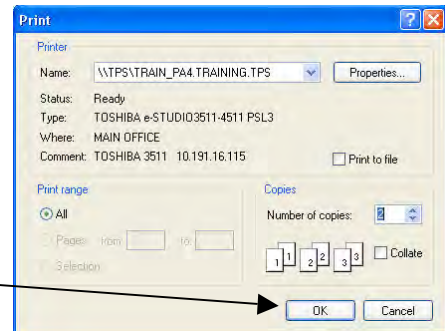 Print
Printer
Name: \\TPS\TRAIN_PA4.TRAINING.TPS Properties...
Status: Ready
Type: TOSHIBA e-STUDIO3511-4511 PSL3
Where: MAIN OFFICE
Comment: TOSHIBA 3511 10.191.16.115 Print to file
Print range
All
Pages from: to:
Selection
Copies
Number of copies: 2
1 1 2 2 3 3 Collate
OK Cancel